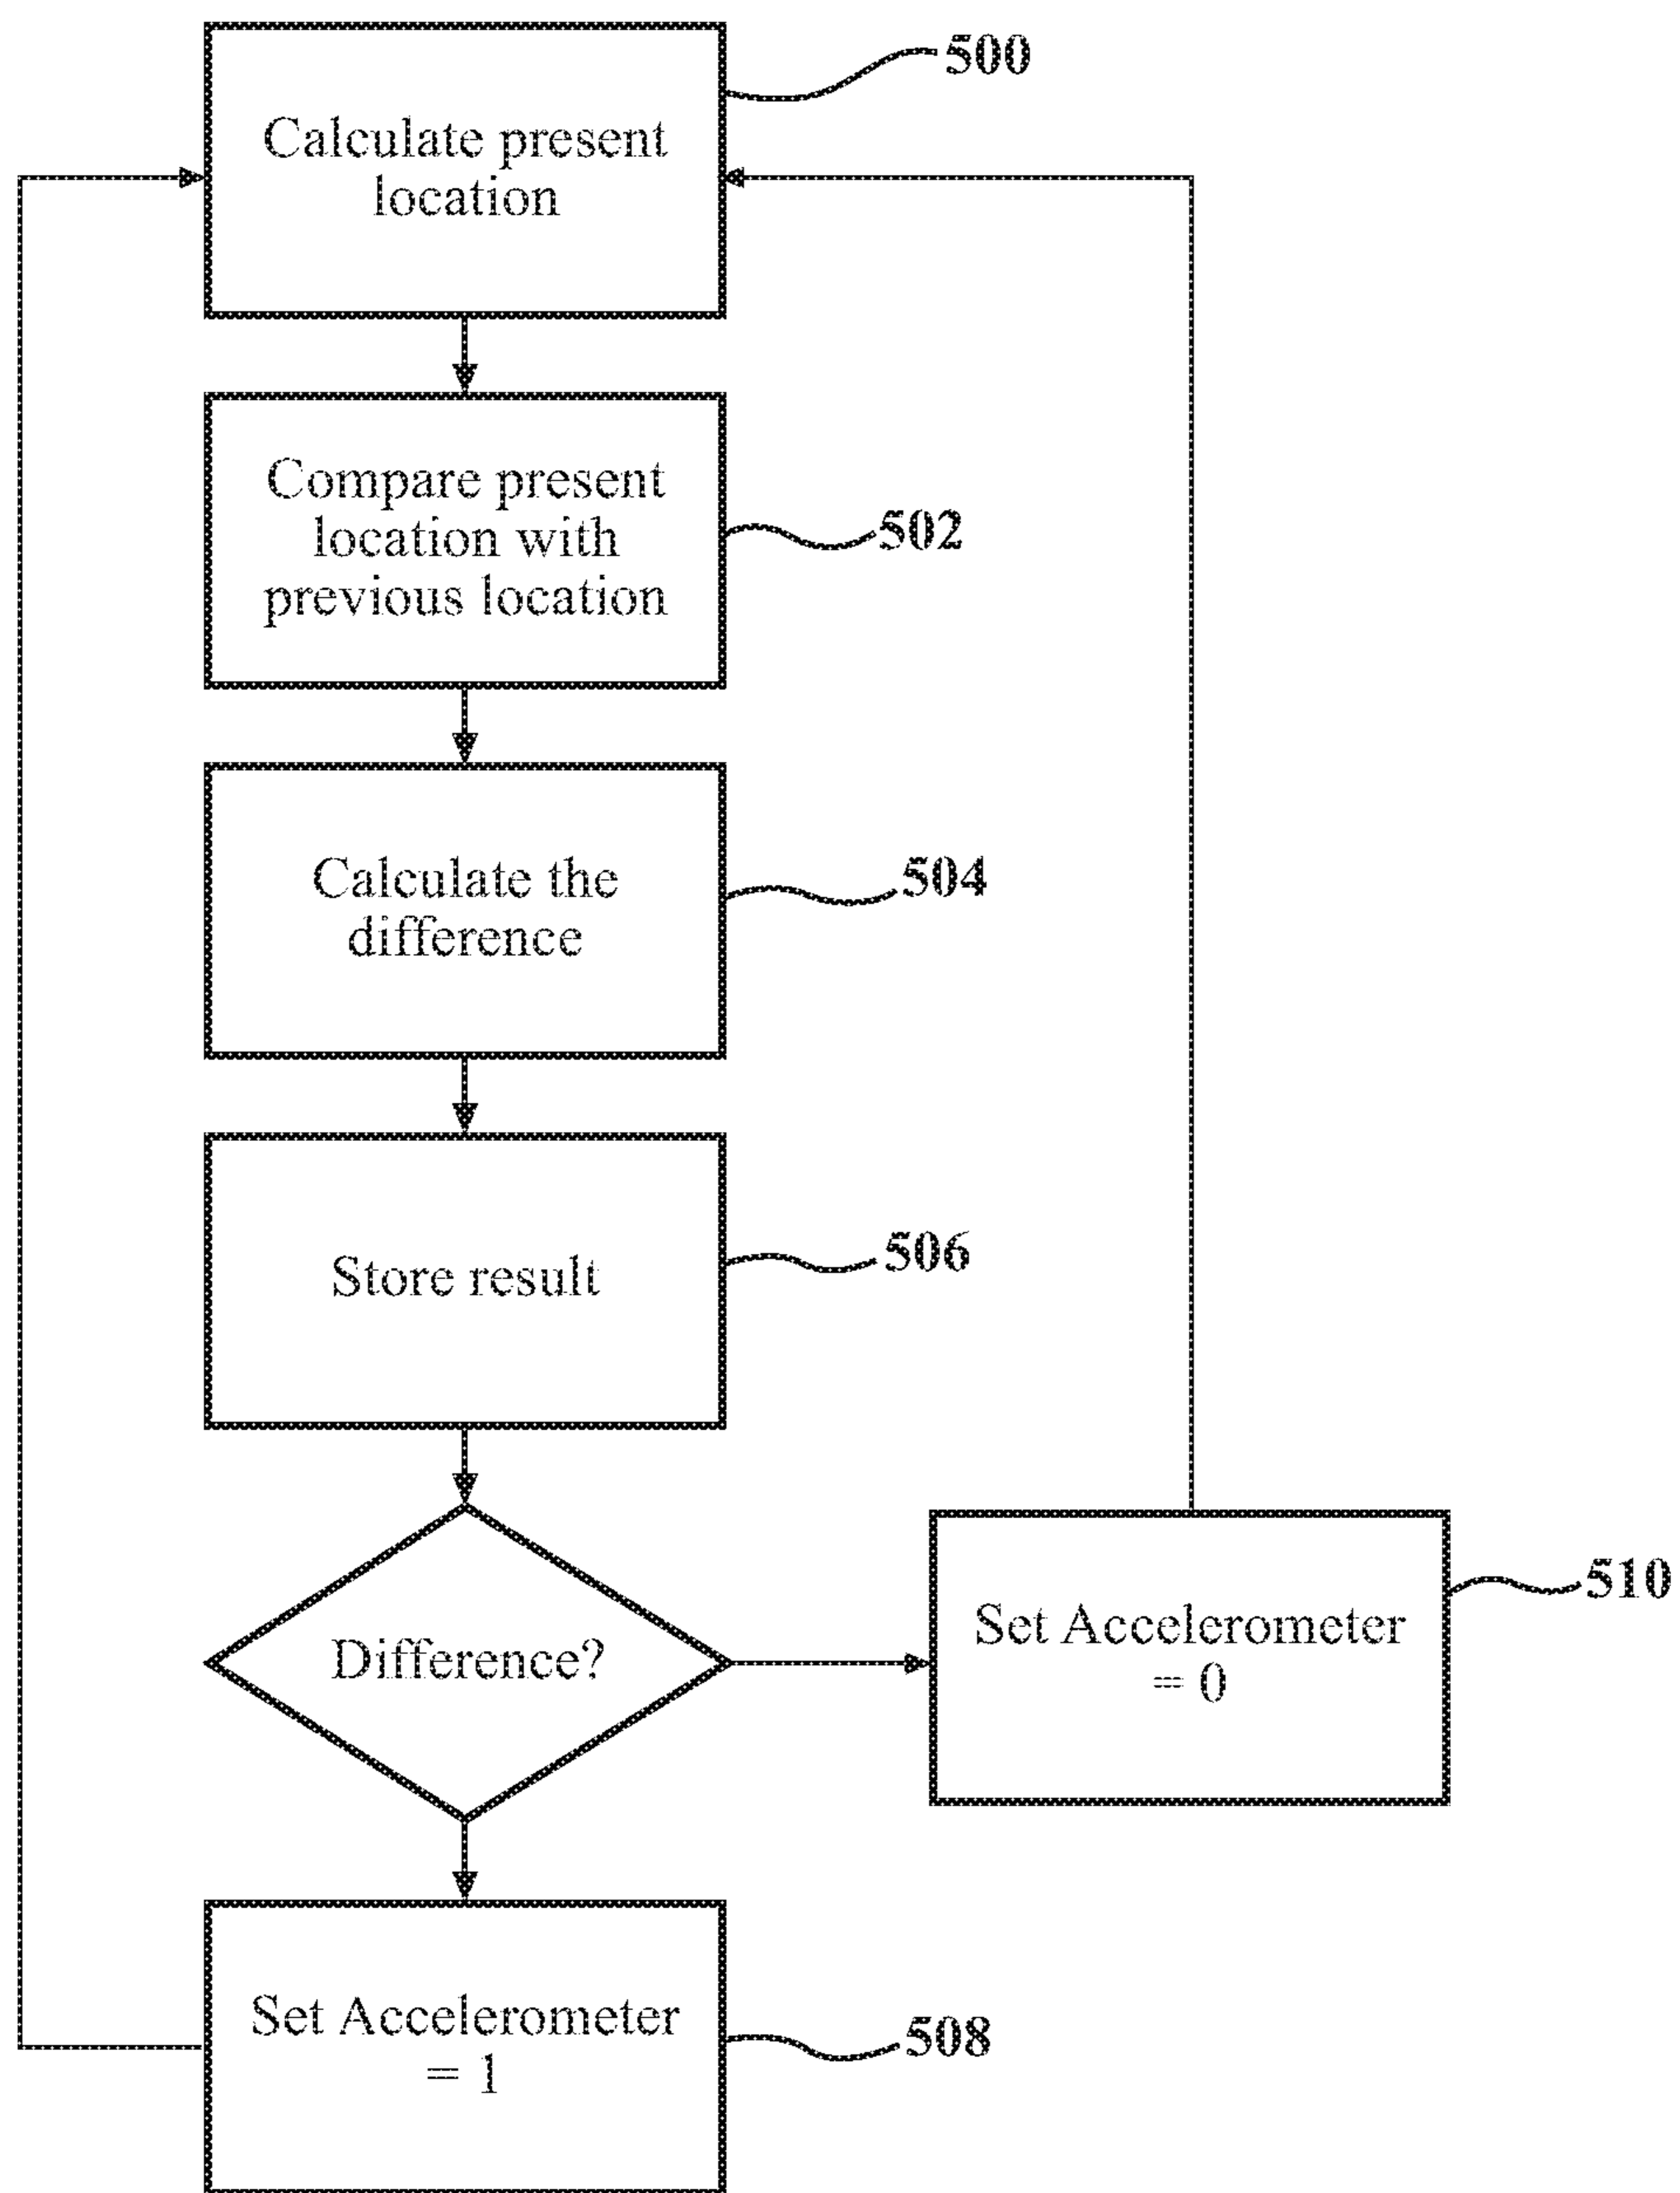 500
Calculate present
location
Compare present
location with
previous location
502
Calculate the
difference
504
Store result
506
Difference?
Set Accelerometer
= 0
510
Set Accelerometer
= 1
508